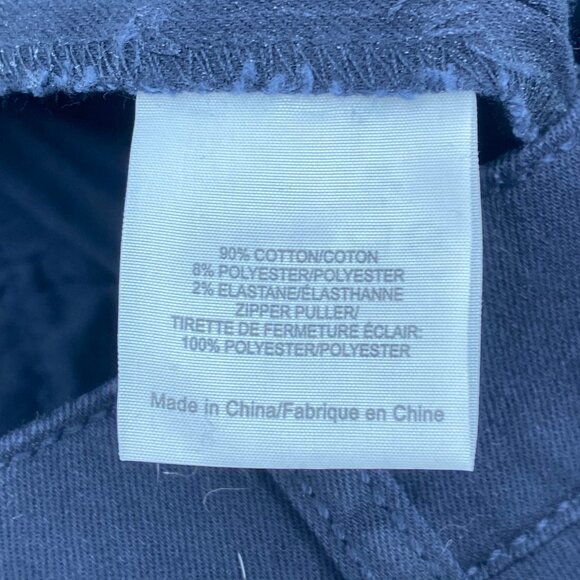 90% COTTON/COTON
8% POLYESTER/POLYESTER
2% ELASTANE/ÉLASTHANNE
ZIPPER PULLER/
TIRETTE DE FERMETURE ÉCLAIR:
100% POLYESTER/POLYESTER
Made in China/Fabrique en Chine